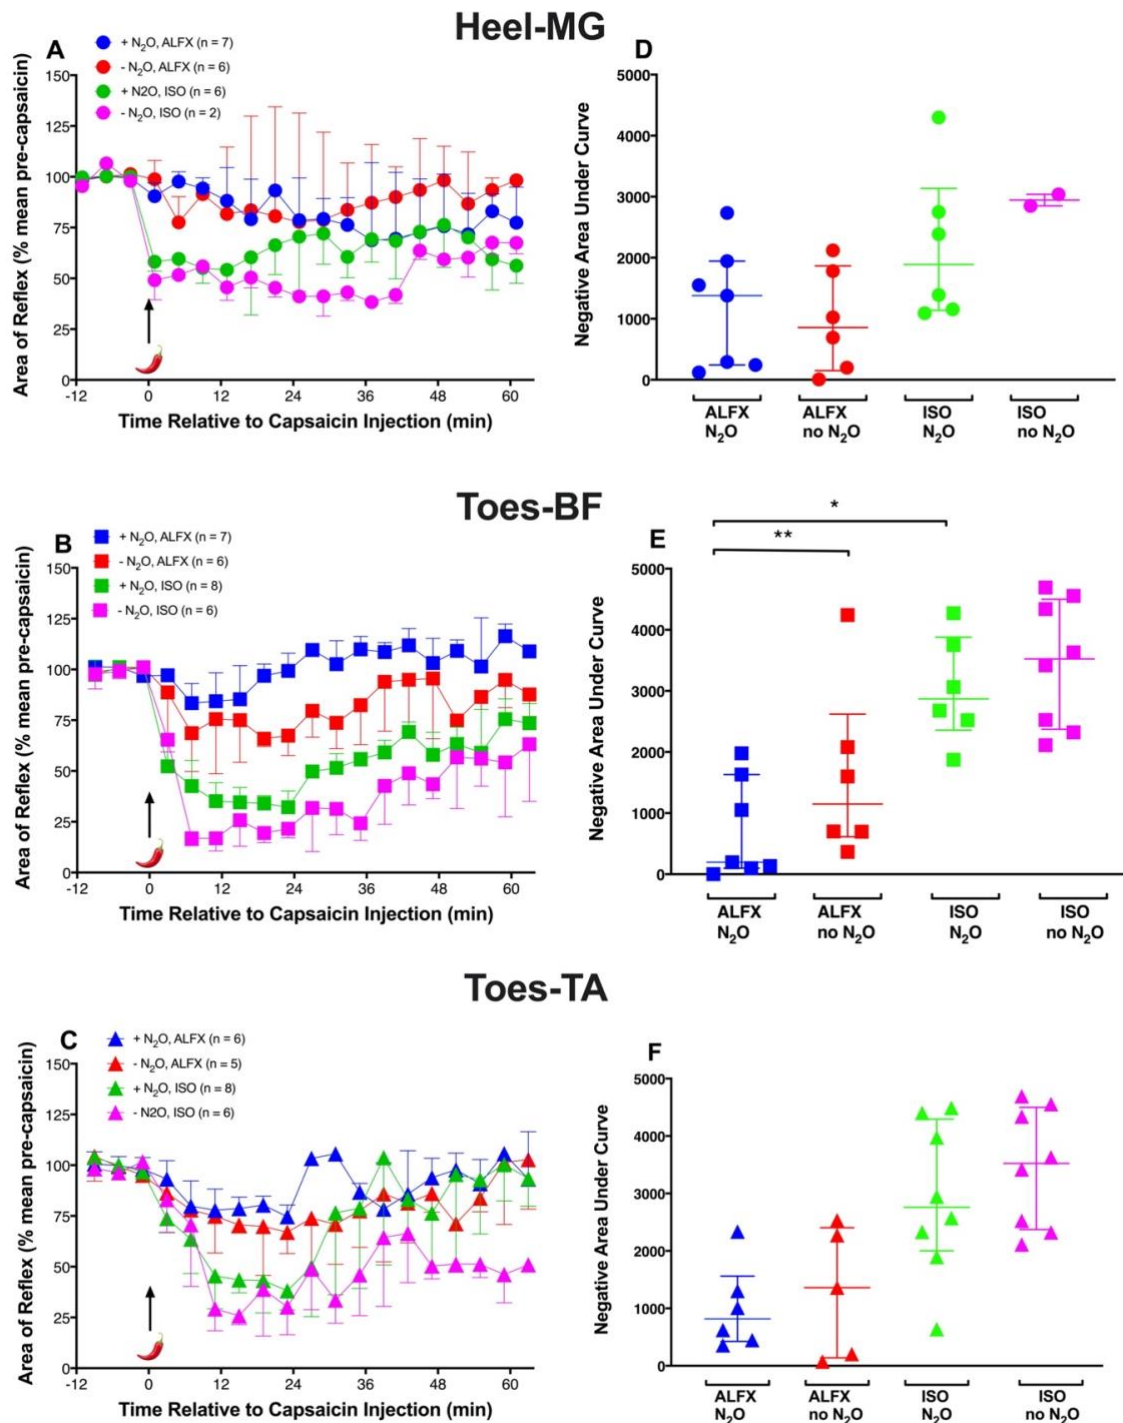 Heel-MG
A
+ N₂O, ALFX (n = 7)
- N₂O, ALFX (n = 6)
+ N2O, ISO (n = 6)
- N₂O, ISO (n = 2)
Area of Reflex (% mean pre-capsaicin)
150
125
100
75
50
25
0
-12 0 12 24 36 48 60
Time Relative to Capsaicin Injection (min)
D
Negative Area Under Curve
5000
4000
3000
2000
1000
0
ALFX ALFX ISO ISO
N₂O no N₂O N₂O no N₂O
Toes-BF
B
+ N₂O, ALFX (n = 7)
- N₂O, ALFX (n = 6)
+ N₂O, ISO (n = 8)
- N₂O, ISO (n = 6)
Area of Reflex (% mean pre-capsaicin)
150
125
100
75
50
25
0
-12 0 12 24 36 48 60
Time Relative to Capsaicin Injection (min)
E
*
**
Negative Area Under Curve
5000
4000
3000
2000
1000
0
ALFX ALFX ISO ISO
N₂O no N₂O N₂O no N₂O
Toes-TA
C
+ N₂O, ALFX (n = 6)
- N₂O, ALFX (n = 5)
+ N₂O, ISO (n = 8)
- N2O, ISO (n = 6)
Area of Reflex (% mean pre-capsaicin)
150
125
100
75
50
25
0
-12 0 12 24 36 48 60
Time Relative to Capsaicin Injection (min)
F
Negative Area Under Curve
5000
4000
3000
2000
1000
0
ALFX ALFX ISO ISO
N₂O no N₂O N₂O no N₂O